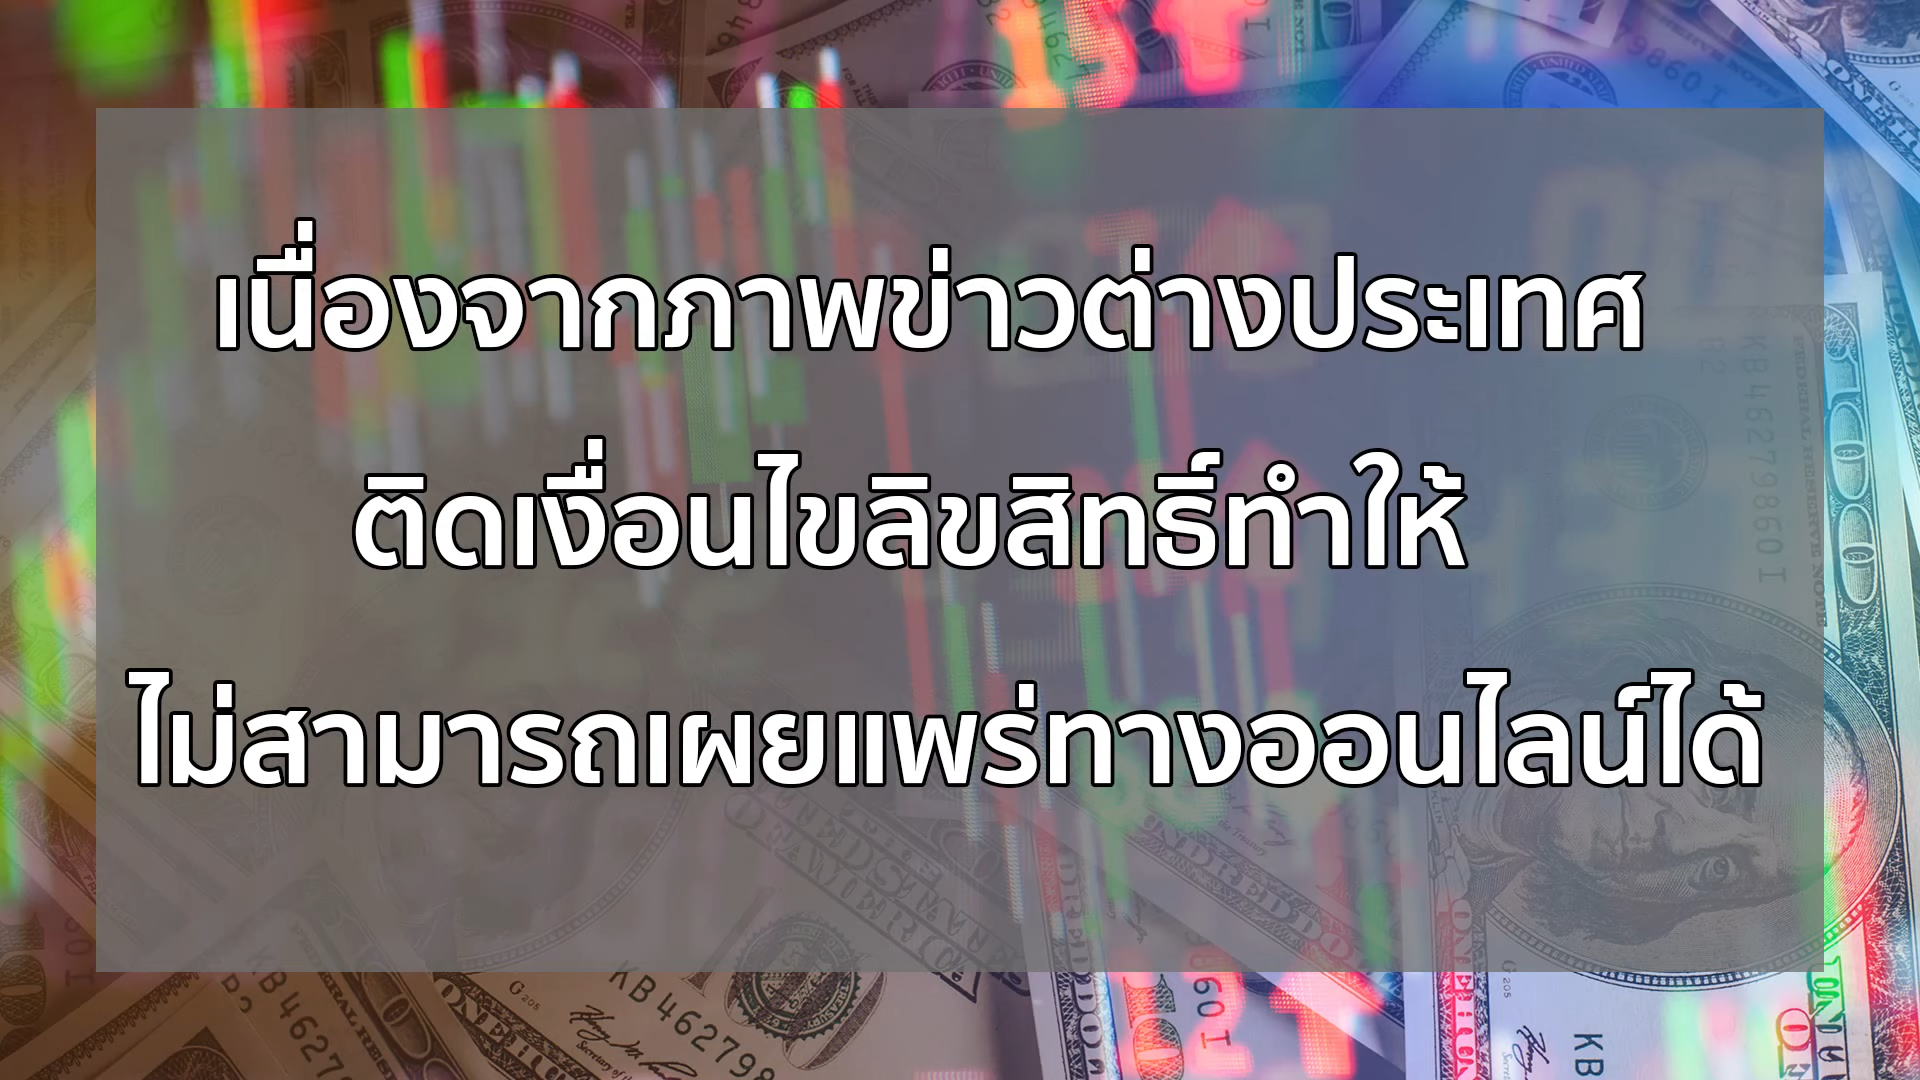 เนื่องจากภาพข่าวต่างประเทศ
ติดเงื่อนไขลิขสิทธิ์ทำให้
ไม่สามารถเผยแพร่ทางออนไลน์ได้
KB46279860I
KB462798